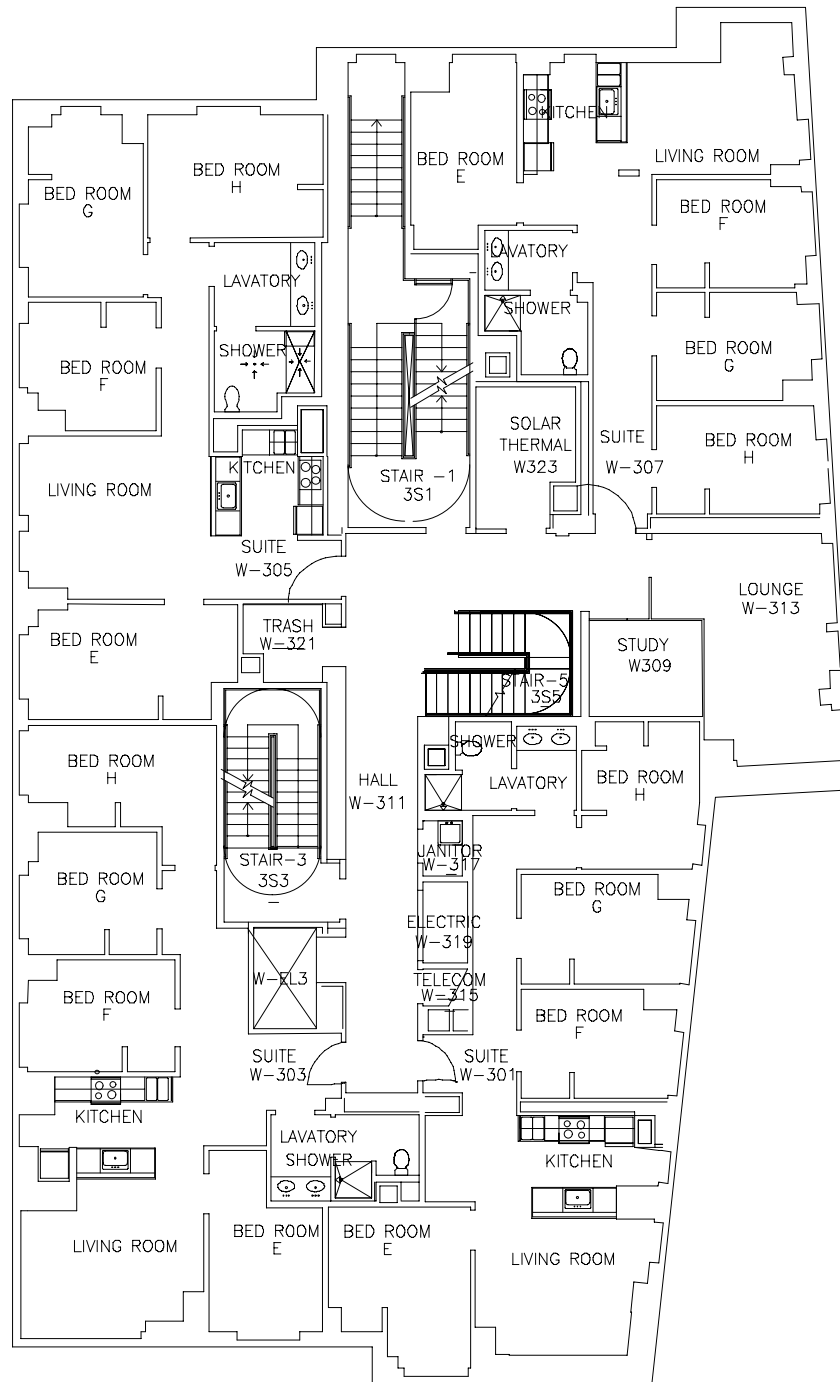 KITCHEN
BED ROOM
E
LIVING ROOM
BED ROOM
H
BED ROOM
G
BED ROOM
F
LAVATORY
LAVATORY
SHOWER
BED ROOM
G
SHOWER
BED ROOM
F
SOLAR
THERMAL
W323
SUITE
W-307
BED ROOM
H
KITCHEN
STAIR -1
3S1
LIVING ROOM
SUITE
W-305
LOUNGE
W-313
TRASH
W-321
BED ROOM
E
STUDY
W309
STAIR-5
3S5
SHOWER
LAVATORY
BED ROOM
H
BED ROOM
H
HALL
W-311
JANITOR
W-317
STAIR-3
3S3
BED ROOM
G
BED ROOM
G
ELECTRIC
W-319
W-EL3
TELECOM
W-315
BED ROOM
F
BED ROOM
F
SUITE
W-303
SUITE
W-301
KITCHEN
LAVATORY
SHOWER
KITCHEN
BED ROOM
E
BED ROOM
E
LIVING ROOM
LIVING ROOM